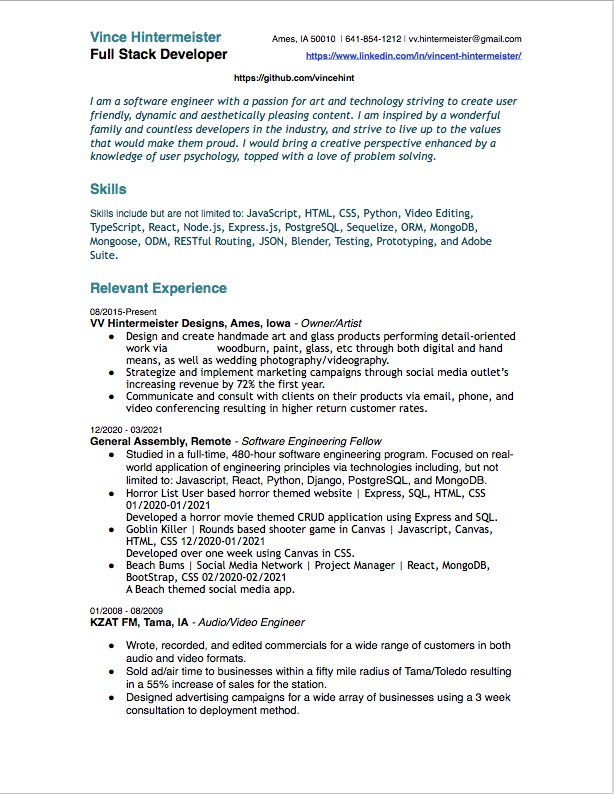 Vince Hintermeister
Ames, IA 50010 | 641-854-1212 | vv.hintermeister@gmail.com
Full Stack Developer
https://www.linkedin.com/in/vincent-hintermeister/
https://github.com/vincehint
I am a software engineer with a passion for art and technology striving to create user
friendly, dynamic and aesthetically pleasing content. I am inspired by a wonderful
family and countless developers in the industry, and strive to live up to the values
that would make them proud. I would bring a creative perspective enhanced by a
knowledge of user psychology, topped with a love of problem solving.
Skills
Skills include but are not limited to: JavaScript, HTML, CSS, Python, Video Editing,
TypeScript, React, Node.js, Express.js, PostgreSQL, Sequelize, ORM, MongoDB,
Mongoose, ODM, RESTful Routing, JSON, Blender, Testing, Prototyping, and Adobe
Suite.
Relevant Experience
08/2015-Present
VV Hintermeister Designs, Ames, Iowa - Owner/Artist
● Design and create handmade art and glass products performing detail-oriented
work via woodburn, paint, glass, etc through both digital and hand
means, as well as wedding photography/videography.
● Strategize and implement marketing campaigns through social media outlet's
increasing revenue by 72% the first year.
● Communicate and consult with clients on their products via email, phone, and
video conferencing resulting in higher return customer rates.
12/2020 - 03/2021
General Assembly, Remote - Software Engineering Fellow
● Studied in a full-time, 480-hour software engineering program. Focused on real-
world application of engineering principles via technologies including, but not
limited to: Javascript, React, Python, Django, PostgreSQL, and MongoDB.
● Horror List User based horror themed website | Express, SQL, HTML, CSS
01/2020-01/2021
Developed a horror movie themed CRUD application using Express and SQL.
● Goblin Killer | Rounds based shooter game in Canvas | Javascript, Canvas,
HTML, CSS 12/2020-01/2021
Developed over one week using Canvas in CSS.
● Beach Bums | Social Media Network | Project Manager | React, MongoDB,
BootStrap, CSS 02/2020-02/2021
A Beach themed social media app.
01/2008 - 08/2009
KZAT FM, Tama, IA - Audio/Video Engineer
● Wrote, recorded, and edited commercials for a wide range of customers in both
audio and video formats.
● Sold ad/air time to businesses within a fifty mile radius of Tama/Toledo resulting
in a 55% increase of sales for the station.
● Designed advertising campaigns for a wide array of businesses using a 3 week
consultation to deployment method.